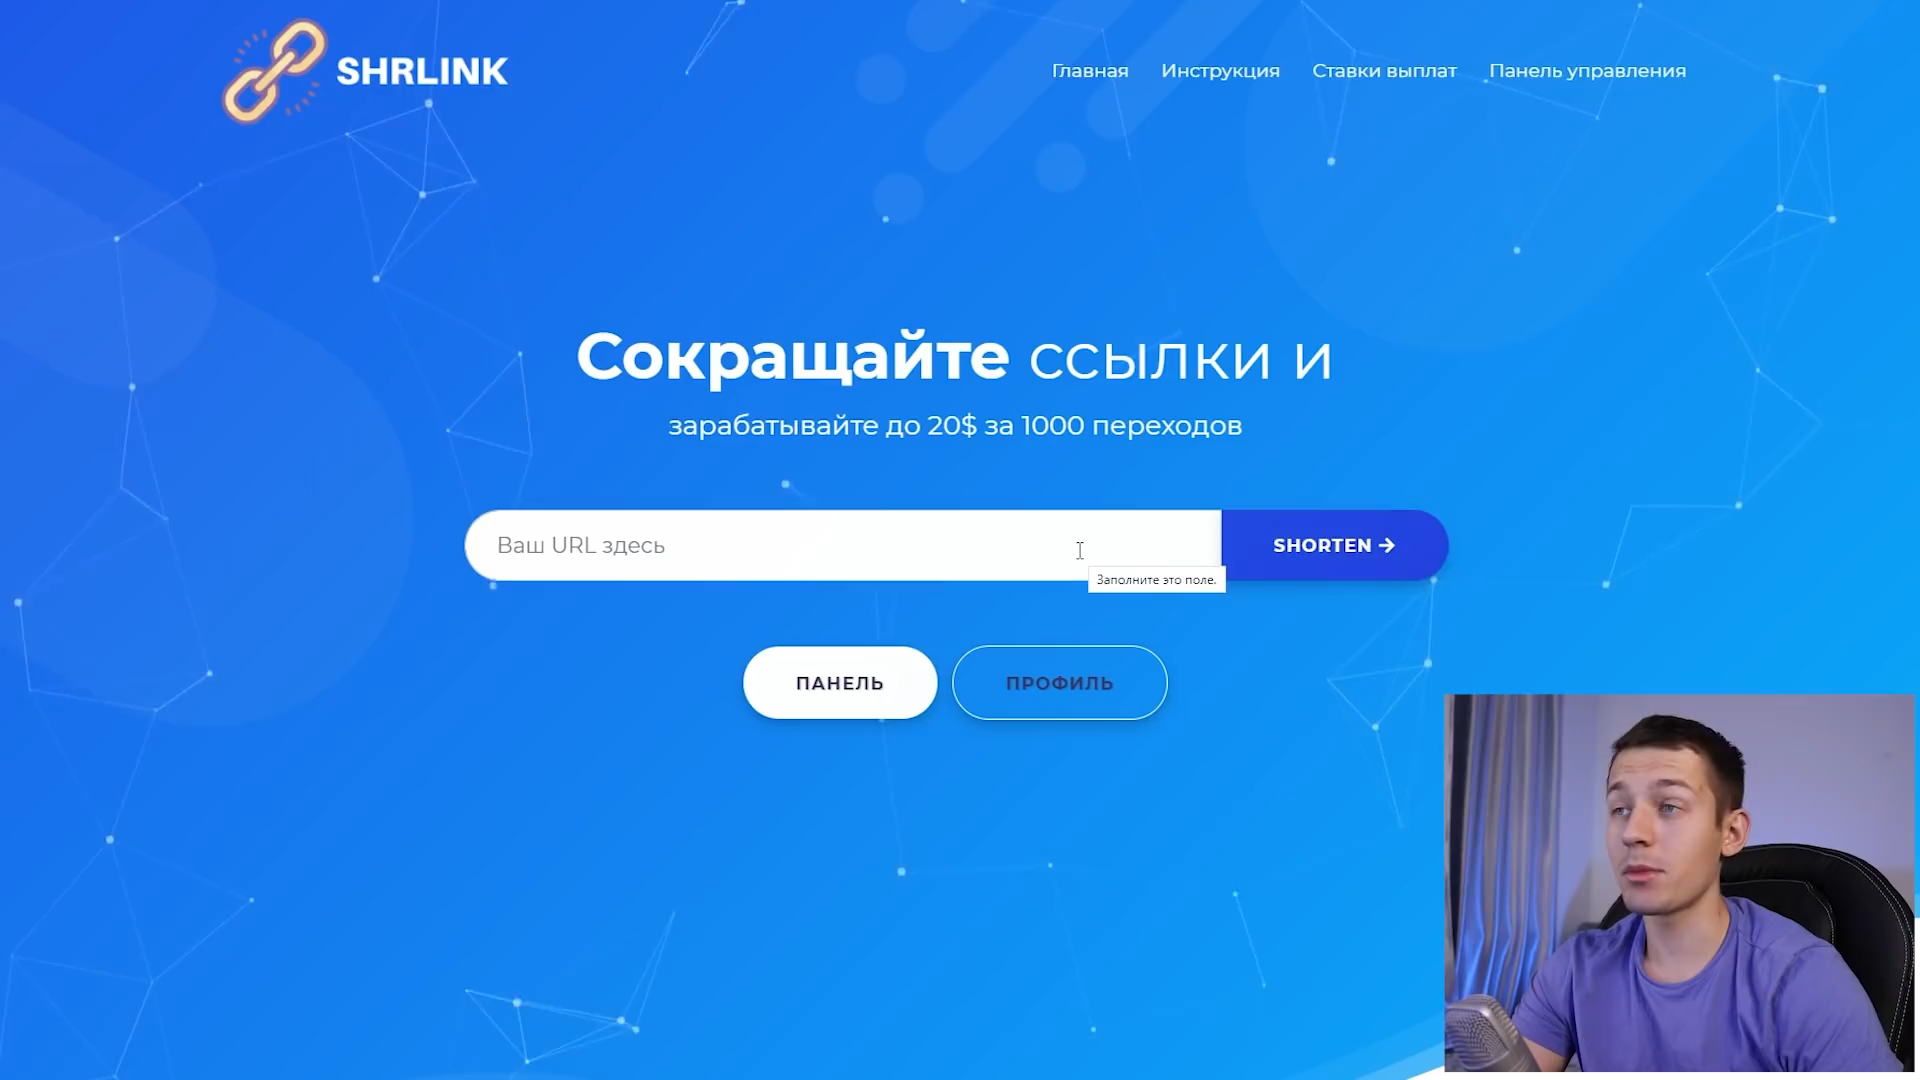 SHRLINK
Главная Инструкция Ставки выплат Панель управления
Сокращайте ссылки и
зарабатывайте до 20$ за 1000 переходов
Ваш URL здесь
SHORTEN →
Заполните это поле.
ПАНЕЛЬ ПРОФИЛЬ